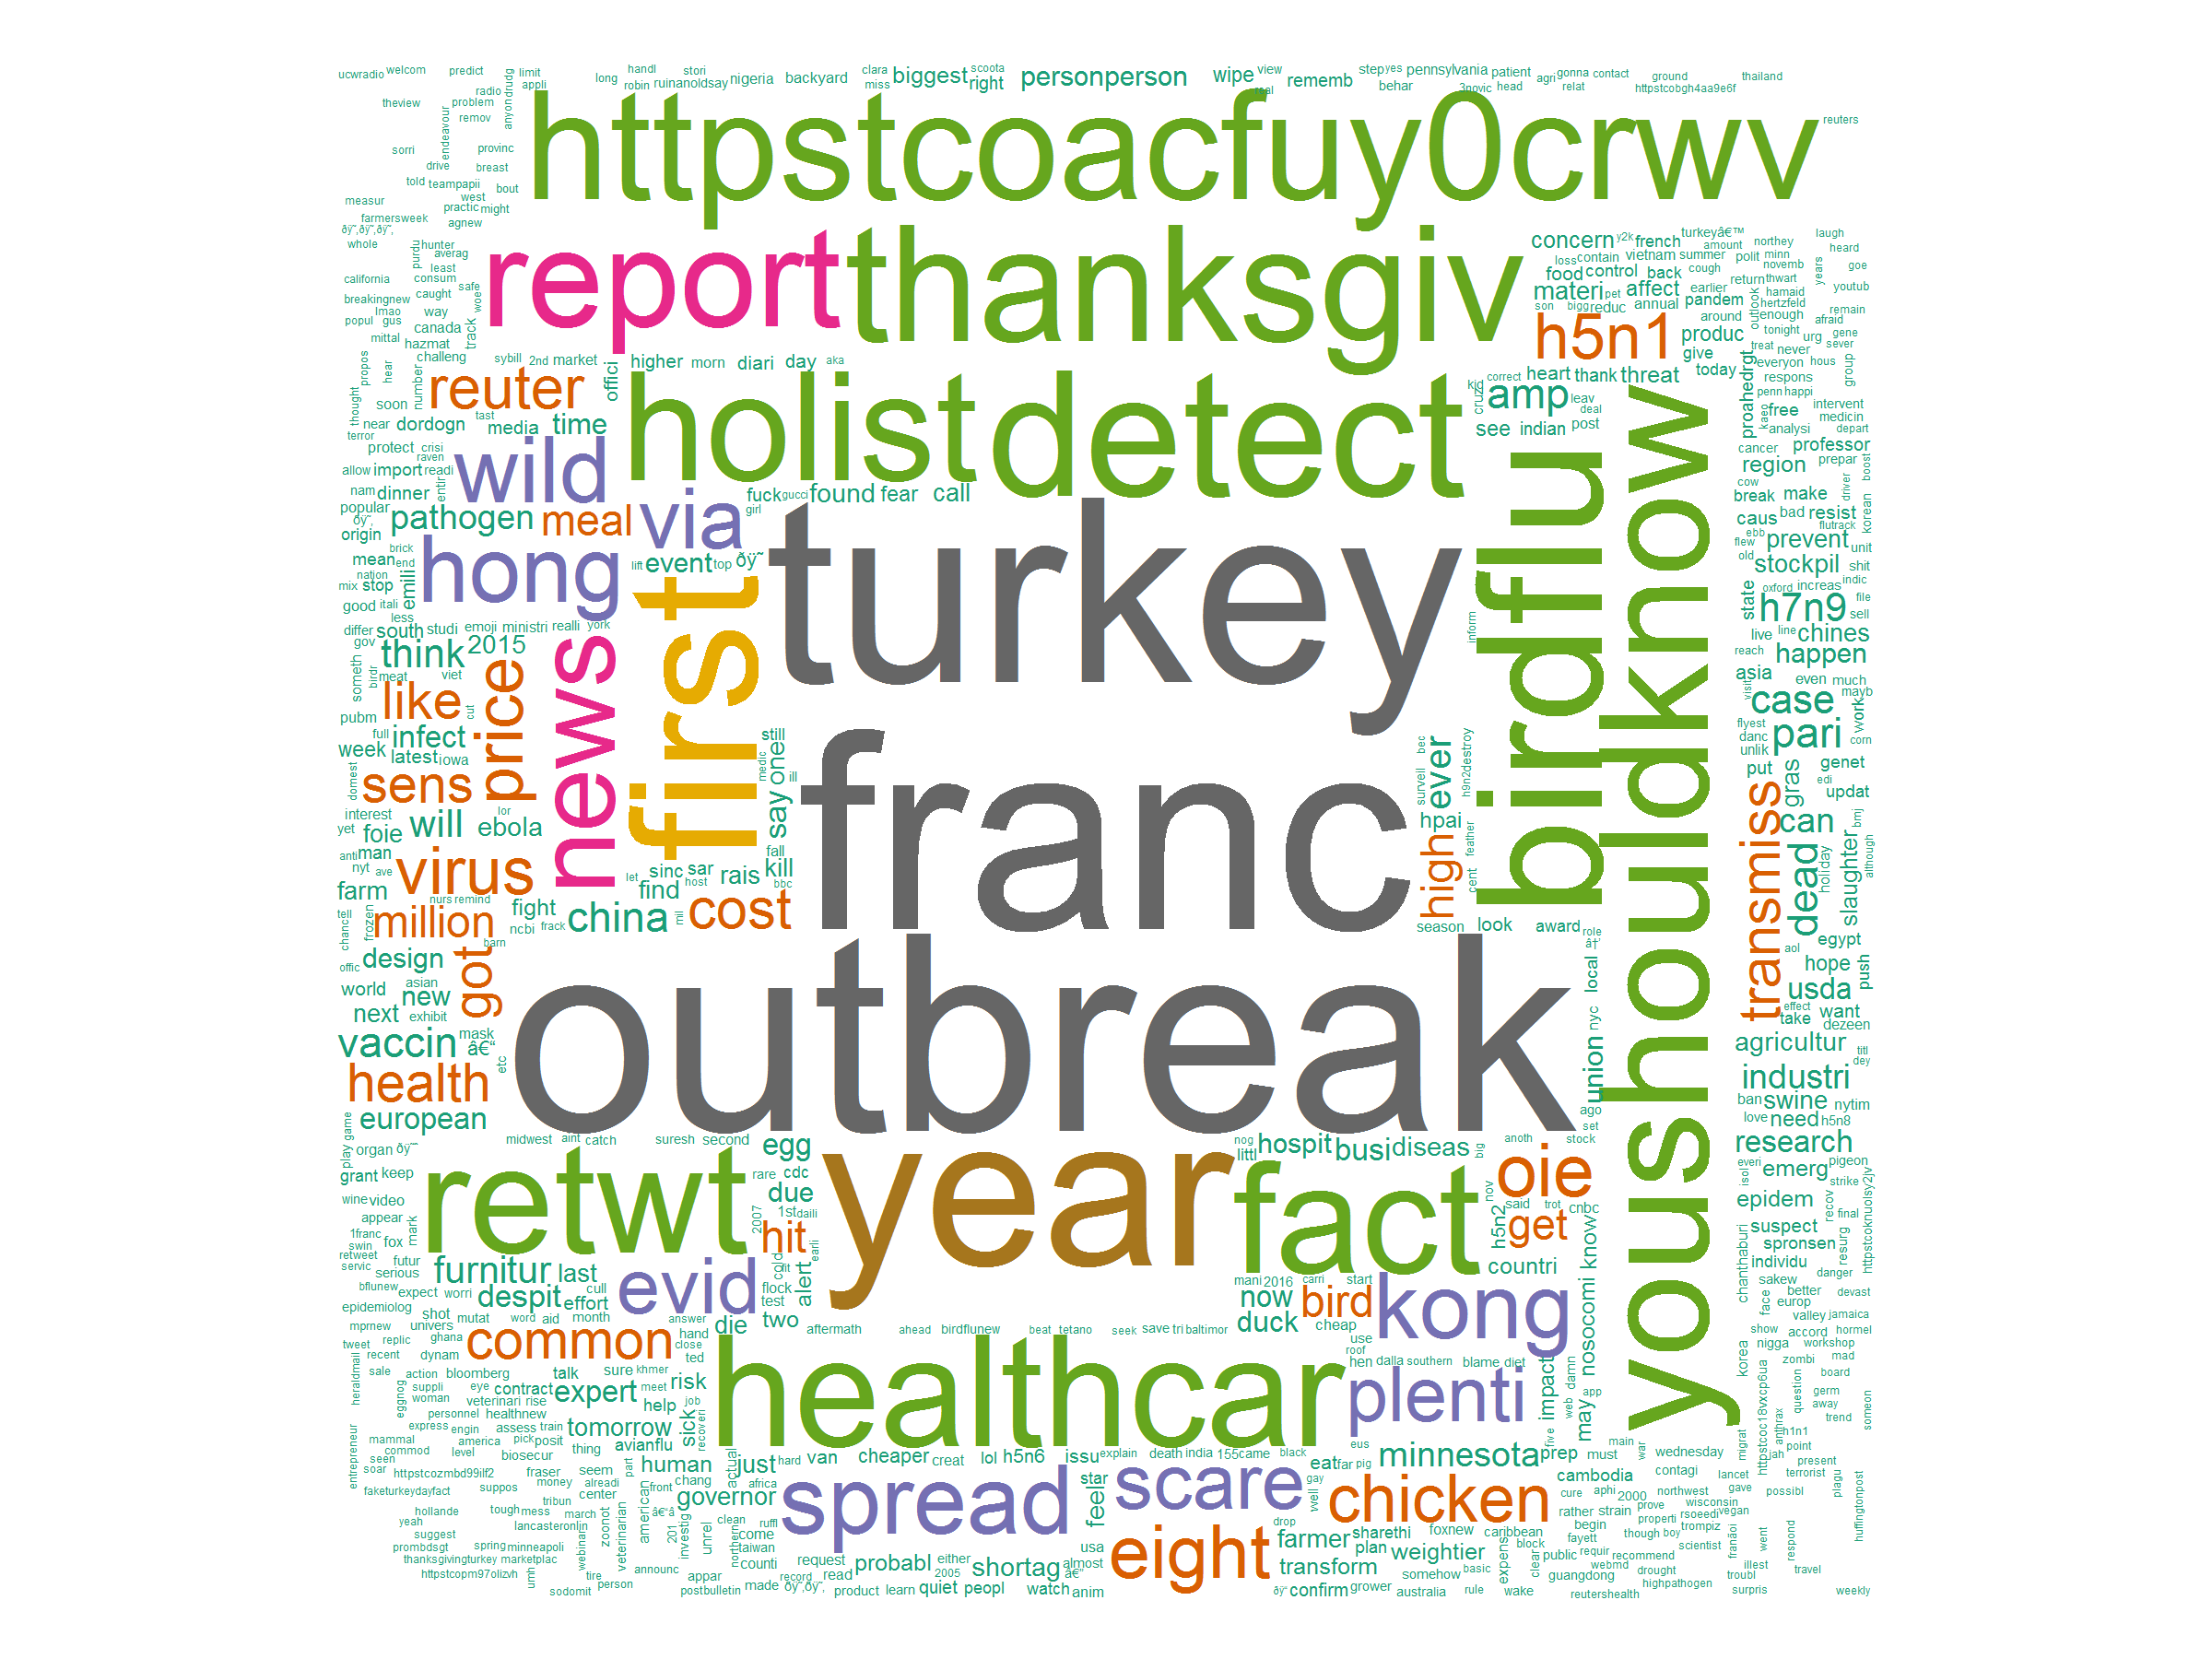 ucwradio welcom predict limit appli long handl robin stori ruinanoldsay nigeria backyard clara miss biggest scoota right personperson wipe view real rememb step yes behar pennsylvania patient head 3novic agri relat gonna contact ground httpstcobgh4aa9e6f thailand
theview radio problem remov anyondrudg endeavour
httpstcoacfuy0crwv reuters
sorri provinc drive breast told teampapii west bout
measur practic might farmersweek agnew
whole hunter averag purdu least california consum safe
report thanksgiv
concern y2k french turkeyâ€™ amount northey laugh heard
loss contain vietnam summer polit minn novemb years goe
food control back cough return thwart youtub
materi pet affect earlier hamaid
son bigg reduc annual pandem outlook hertzfeld remain
breakingnew caught woe lmao way popul gus canada track mittal hazmat
h5n1 around enough afraid gene produc tonight urg sever
challeng sybill 2nd market offici higher morn diari day aka
give treat never everyon hous today group
propos hear number thought soon reuter
holist detect
kid correct heart thank threat cruz amp leav deal see indian post
proahedrgt respons penn happi free kaeo intervent medicin analysi depart
near dordogn tast media time terror
wild protect crisi raven allow import readi entir nam dinner popular
cancer professor region prepar boost cow driver korean
fuck gucci found fear call girl
pathogen meal via origin
break make caus bad resist flutrack ebb flew prevent unit old stockpil shit
brick mean end nation mix stop emili good itali less
hong lift event top
turkey
birdflu
youshouldknow
oxford increas indic state h7n9 file sell
differ south studi emoji ministri realli york gov
first news inform
live line chines reach happen asia visit even much mayb
someth birdr think 2015 meat viet like price cut
case work flyest danc pari corn unlik
pubm full week infect latest iowa domest
still medic say one ill
franc
surveil bec ever h9n2destroy
put genet edi gras updat
sens interest lor yet foie will ebola
hpai transmiss can bmj although
anti man nyt ave virus
fall let sinc sar host rais kill bbc find
high cent feather
dead holiday slaughter
farm nurs remind tell chanc frozen million fight ncbi frack china mil cost
season look award role
barn got design offic asian world new exhibit next
outbreak
local union nyc
egypt aol hope push usda effect take want dezeen
vaccin mask â€“ etc health european
ago set
agricultur titl dey industri ban swine nytim love need h5n8 research
play game organ midwest aint catch suresh second egg
nog littl hospit busi diseas anoth stock big
everi emerg isol pigeon strike
grant keep wine video appear mark 1franc swin fox
retwt rare cdc due 1st daili 2007 hit earli
year fact
oie nov said trot cnbc h5n2 get
epidem recov final suspect resurg spronsen httpstcoknuolsy2jv
retweet futur servic serious bflunew expect worri
furnitur last cull despit effort evid
cold lit flock test alert two
countri nosocomi know may
chanthaburi individu danger sakew better devast face europ valley jamaica
epidemiolog shot mutat word aid month mprnew univers answer
mani 2016 carri start now bird cheap duck kong
tweet replic ghana recent dynam common hand close ted die
aftermath ahead birdflunew beat tetano seek save tri baltimor use roof
show accord hormel nigga workshop korea zombi mad
heraldmail sale action bloomberg talk sure khmer suppli eye contract meet risk
healthcar
hen dalla southern blame diet plenti impact web damn app
httpstcoc18vxcp6ua question board germ away trend
eggnog woman veterinari rise expert help job personnel healthnew
express engin assess train tomorrow sick recoveri
someon anthrax h1n1
entrepreneur mammal america pick posit commod level avianflu seen biosecur thing
just hard van cheaper creat lol h5n6 issu explain death india 155came black
eus five minnesota prep must main war wednesday migrat point jah
soar httpstcozmbd99ilf2 fraser seem part human actual chang africa
faketurkeydayfact suppos money alreadi center front governor
spread star feel scare gay well eat far pig
cambodia contagi lancet present terrorist cure aphi 2000 northwest gave possibl plagu
hollande tough mess tribun march yeah lancasteronlin suggest zoonot
american â€“â clean ruffl 201 investig unrel northern come taiwan
chicken rather strain prove wisconsin vegan properti rsoeedi begin trompiz
prombdsgt spring minneapoli webinar veterinarian thanksgivingturkey marketplac
counti request either usa
eight drop farmer sharethi foxnew caribbean though boy plan block fayett scientist franãoi went respond huffingtonpost
httpstcopm97olizvh umh tire person announc appar probabl shortag almost
transform weightier expens clear public requir recommend illest
sodomit postbulletin made record read 2005 product learn quiet peopl watch anim
confirm grower somehow basic australia rule wake webmd drought guangdong highpathogen reutershealth troubl surpris travel weekly